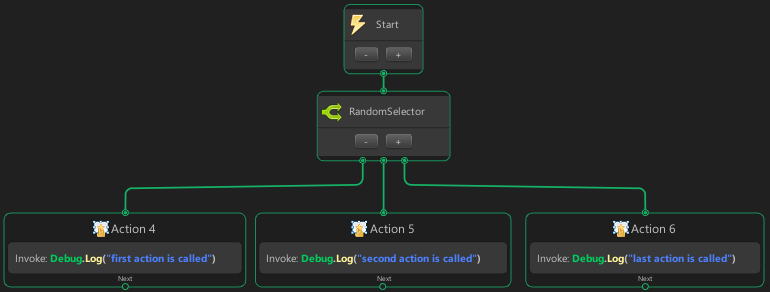 Start
- +
RandomSelector
- +
Action 4
Invoke: Debug.Log("first action is called")
Next
Action 5
Invoke: Debug.Log("second action is called")
Next
Action 6
Invoke: Debug.Log("last action is called")
Next